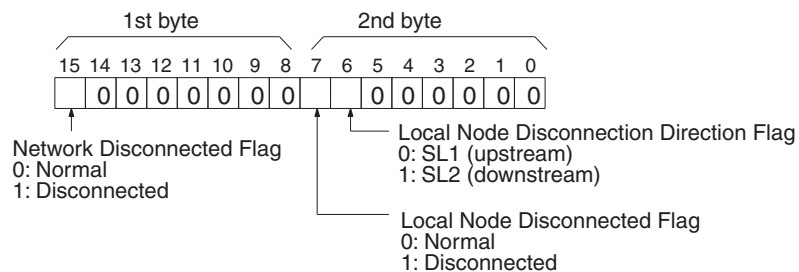 1st byte 2nd byte
15 14 13 12 11 10 9 8 7 6 5 4 3 2 1 0
0 0 0 0 0 0 0 0 0 0 0 0 0
Network Disconnected Flag
0: Normal
1: Disconnected
Local Node Disconnection Direction Flag
0: SL1 (upstream)
1: SL2 (downstream)
Local Node Disconnected Flag
0: Normal
1: Disconnected